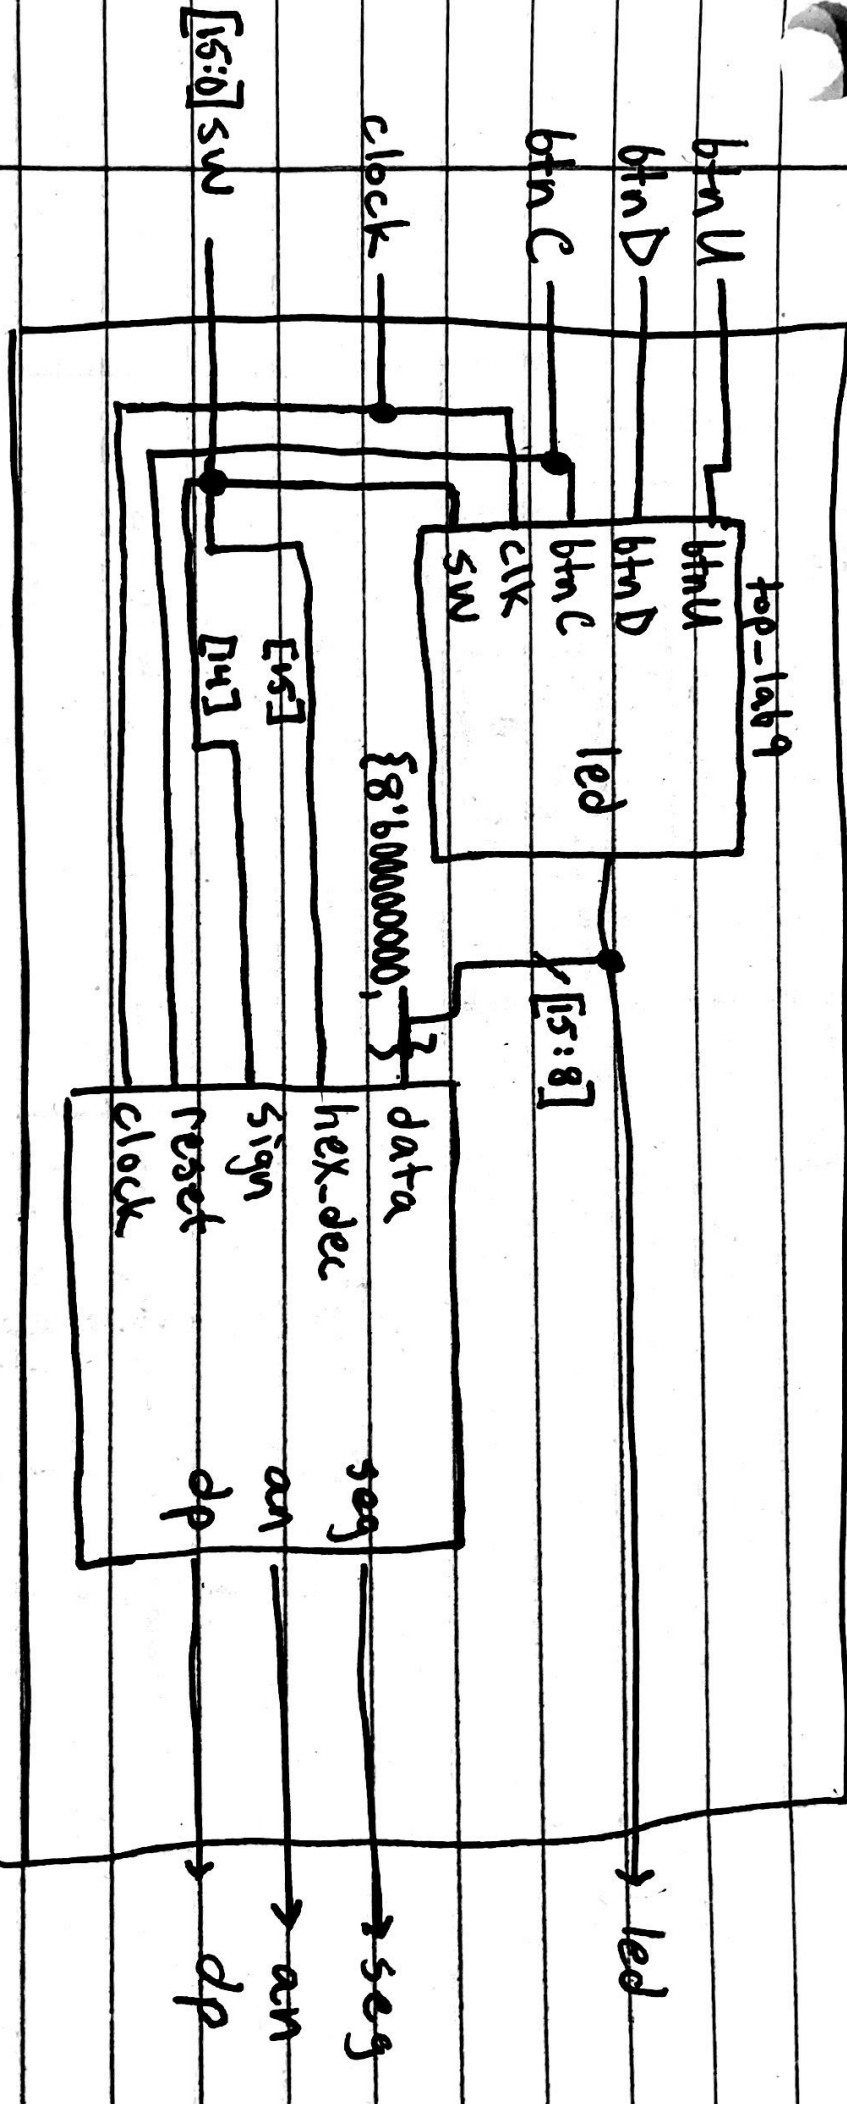 top_lab9
btnU
btnU
btnD
btnD
led
led
btnC
btnC
[15:8]
clock
clk
sw
{8'b00000000, }
data
seg
seg
[15]
hex_dec
an
an
[15:0] sw
[14]
sign
dp
dp
reset
clock